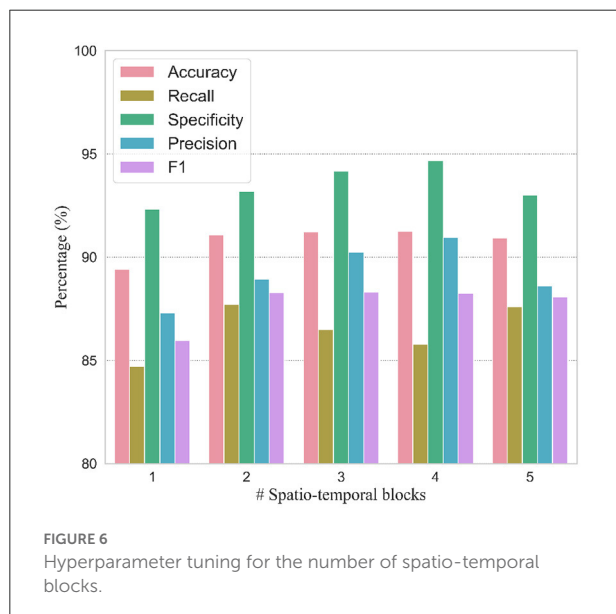 100
95
90
85
80
Percentage (%)
Accuracy
Recall
Specificity
Precision
F1
1 2 3 4 5
# Spatio-temporal blocks
FIGURE 6
Hyperparameter tuning for the number of spatio-temporal
blocks.